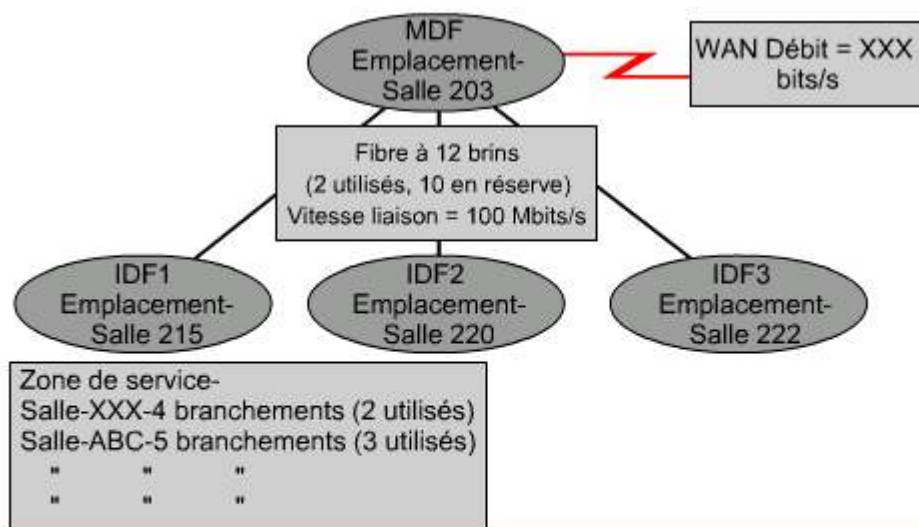 MDF
Emplacement-
Salle 203
WAN Débit = XXX
bits/s
Fibre à 12 brins
(2 utilisés, 10 en réserve)
Vitesse liaison = 100 Mbits/s
IDF1
Emplacement-
Salle 215
IDF2
Emplacement-
Salle 220
IDF3
Emplacement-
Salle 222
Zone de service-
Salle-XXX-4 branchements (2 utilisés)
Salle-ABC-5 branchements (3 utilisés)
" " "
" " "